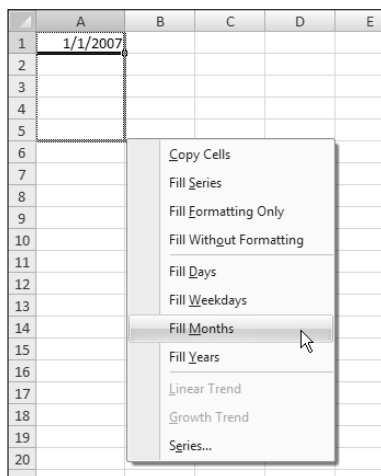 A B C D E
1 1/1/2007
2
3
4
5
6 Copy Cells
7 Fill Series
8 Fill Formatting Only
9
10 Fill Without Formatting
11 Fill Days
12
13 Fill Weekdays
14 Fill Months
15 Fill Years
16
17 Linear Trend
18 Growth Trend
19
20 Series...